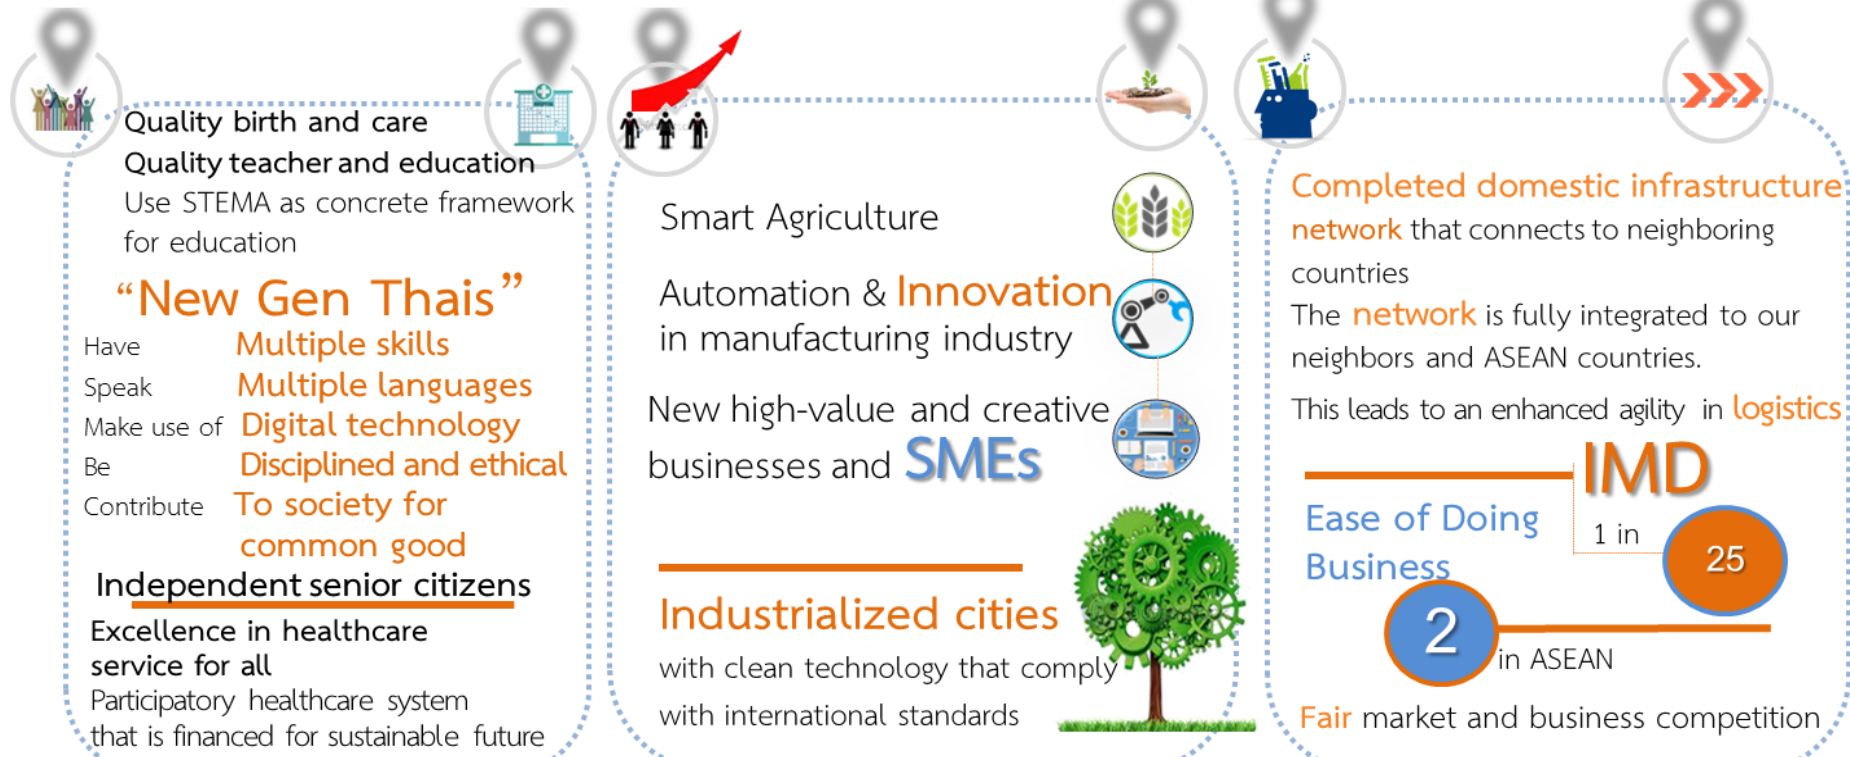 Quality birth and care
Quality teacher and education
Use STEMA as concrete framework
for education
“New Gen Thais”
Have Multiple skills
Speak Multiple languages
Make use of Digital technology
Be Disciplined and ethical
Contribute To society for
common good
Independent senior citizens
Excellence in healthcare
service for all
Participatory healthcare system
that is financed for sustainable future
Smart Agriculture
Automation & Innovation
in manufacturing industry
New high-value and creative
businesses and SMEs
Industrialized cities
with clean technology that comply
with international standards
Completed domestic infrastructure
network that connects to neighboring
countries
The network is fully integrated to our
neighbors and ASEAN countries.
This leads to an enhanced agility in logistics
IMD
1 in 25
Ease of Doing
Business
2 in ASEAN
Fair market and business competition